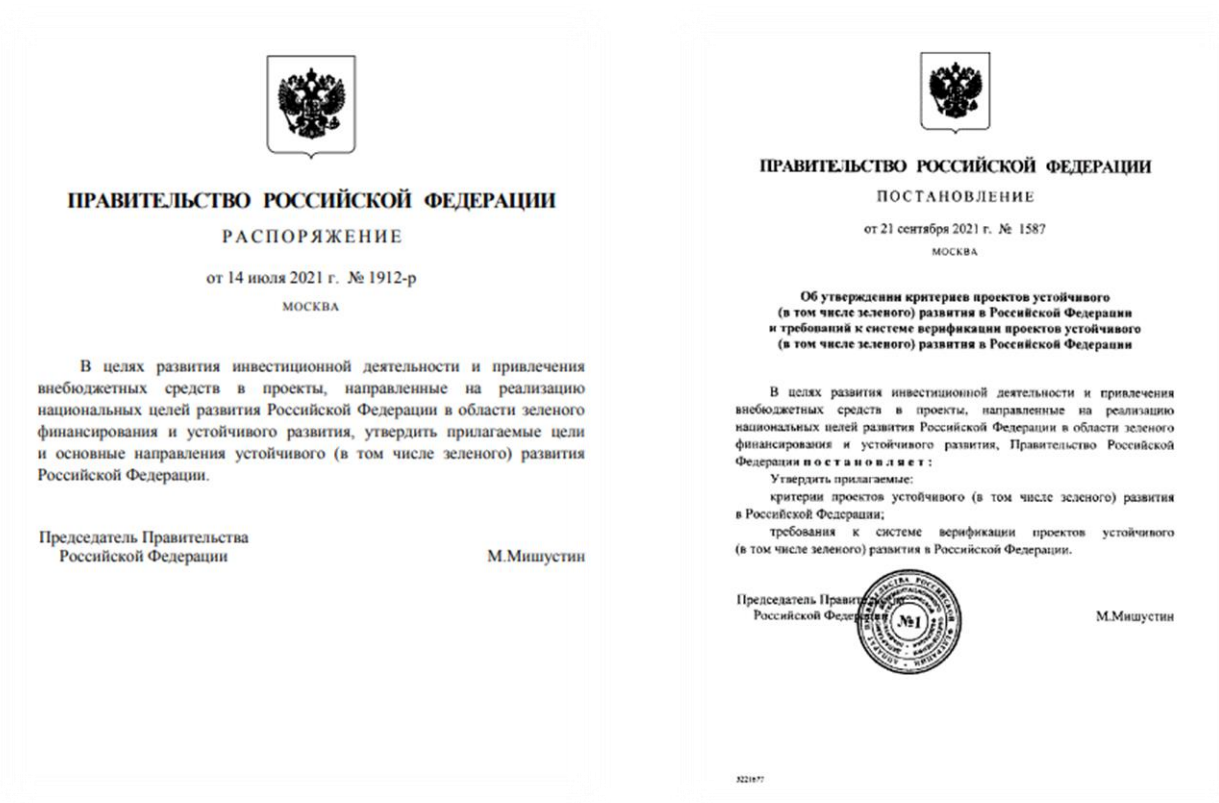 ПРАВИТЕЛЬСТВО РОССИЙСКОЙ ФЕДЕРАЦИИ
РАСПОРЯЖЕНИЕ
от 14 июля 2021 г. № 1912-р
МОСКВА
В целях развития инвестиционной деятельности и привлечения
внебюджетных средств в проекты, направленные на реализацию
национальных целей развития Российской Федерации в области зеленого
финансирования и устойчивого развития, утвердить прилагаемые цели
и основные направления устойчивого (в том числе зеленого) развития
Российской Федерации.
Председатель Правительства
Российской Федерации М.Мишустин
ПРАВИТЕЛЬСТВО РОССИЙСКОЙ ФЕДЕРАЦИИ
ПОСТАНОВЛЕНИЕ
от 21 сентября 2021 г. № 1587
МОСКВА
Об утверждении критериев проектов устойчивого
(в том числе зеленого) развития в Российской Федерации
и требований к системе верификации проектов устойчивого
(в том числе зеленого) развития в Российской Федерации
В целях развития инвестиционной деятельности и привлечения
внебюджетных средств в проекты, направленные на реализацию
национальных целей развития Российской Федерации в области зеленого
финансирования и устойчивого развития, Правительство Российской
Федерации постановляет:
Утвердить прилагаемые:
критерии проектов устойчивого (в том числе зеленого) развития
в Российской Федерации;
требования к системе верификации проектов устойчивого
(в том числе зеленого) развития в Российской Федерации.
Председатель
Российской М.Мишустин
АППАРАТ ПРАВИТЕЛЬСТВА РОССИЙСКОЙ ФЕДЕРАЦИИ
№1
3221677